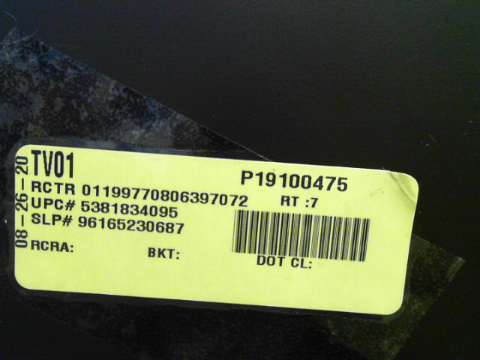 08-26-20
TV01 P19100475
RCTR 01199770806397072 RT :7
UPC# 5381834095
SLP# 96165230687
RCRA: BKT: DOT CL: